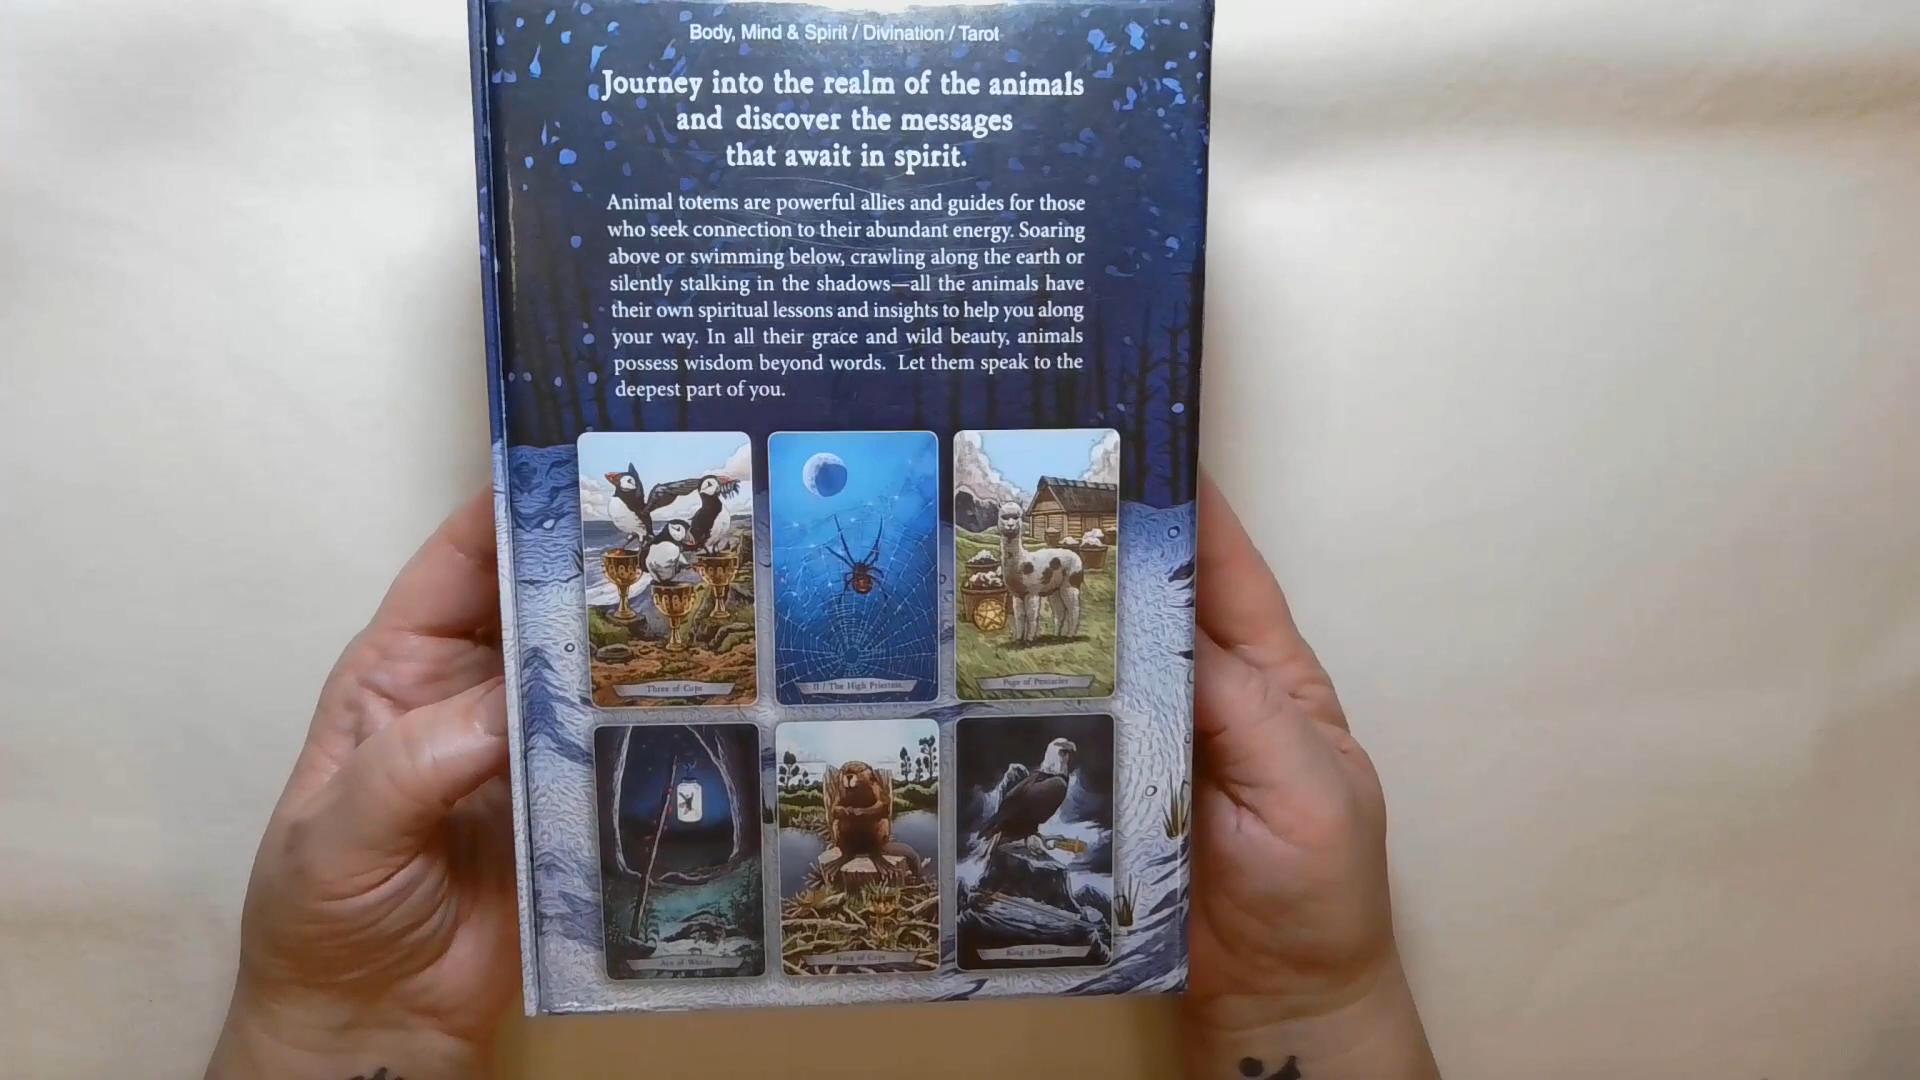 Body, Mind & Spirit / Divination / Tarot
Journey into the realm of the animals
and discover the messages
that await in spirit.
Animal totems are powerful allies and guides for those
who seek connection to their abundant energy. Soaring
above or swimming below, crawling along the earth or
silently stalking in the shadows—all the animals have
their own spiritual lessons and insights to help you along
your way. In all their grace and wild beauty, animals
possess wisdom beyond words. Let them speak to the
deepest part of you.
Three of Cups
II / The High Priestess
Page of Pentacles
Ace of Wands
King of Cups
King of Swords